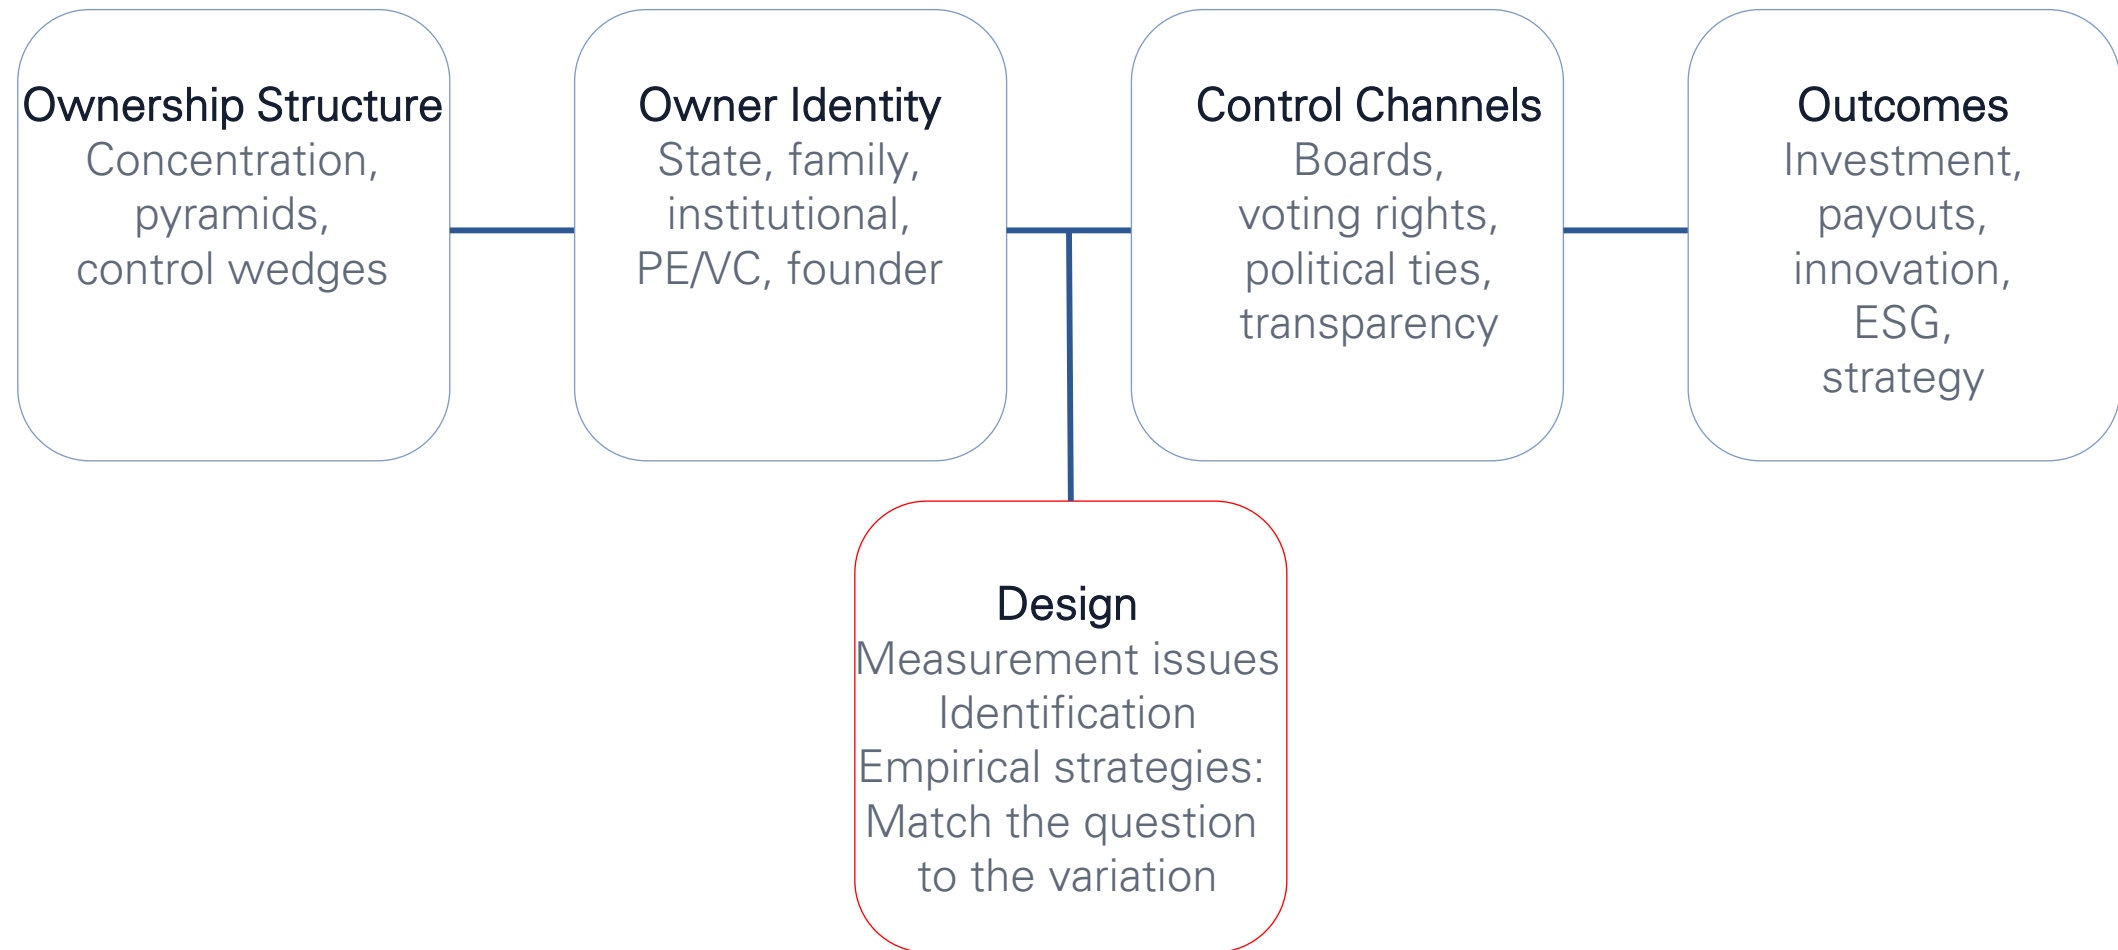 Ownership Structure
Concentration,
pyramids,
control wedges
Owner Identity
State, family,
institutional,
PE/VC, founder
Control Channels
Boards,
voting rights,
political ties,
transparency
Outcomes
Investment,
payouts,
innovation,
ESG,
strategy
Design
Measurement issues
Identification
Empirical strategies:
Match the question
to the variation